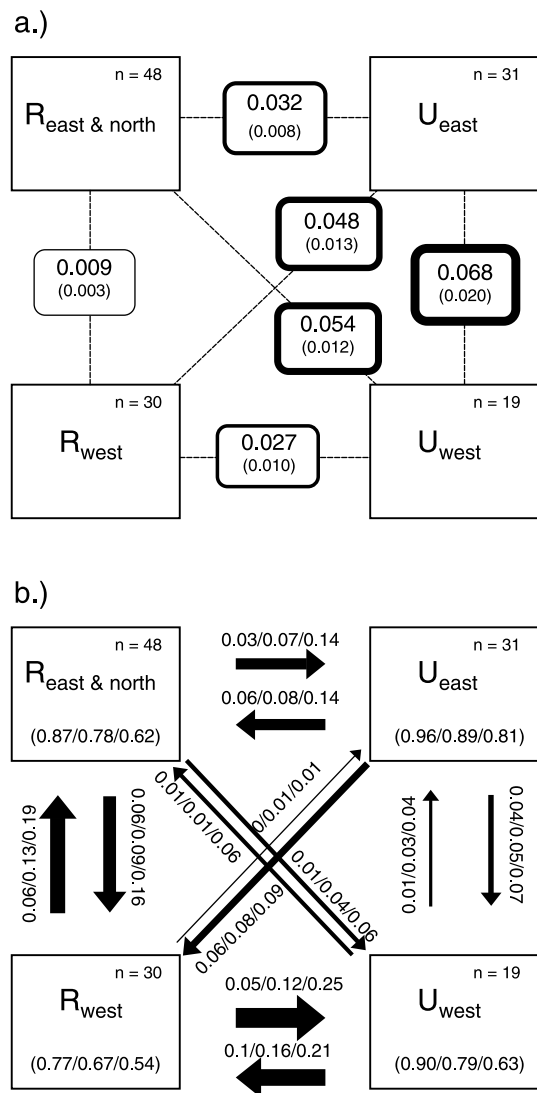 a.)
n = 48
R east & north
0.032
(0.008)
n = 31
U east
0.048
(0.013)
0.009
(0.003)
0.068
(0.020)
0.054
(0.012)
n = 30
R west
0.027
(0.010)
n = 19
U west
b.)
n = 48
R east & north
(0.87/0.78/0.62)
0.03/0.07/0.14
0.06/0.08/0.14
n = 31
U east
(0.96/0.89/0.81)
0.06/0.13/0.19
0.06/0.09/0.16
0.01/0.01/0.06
0/0.01/0.01
0.06/0.08/0.09
0.01/0.04/0.06
0.01/0.03/0.04
0.04/0.05/0.07
n = 30
R west
(0.77/0.67/0.54)
0.05/0.12/0.25
0.1/0.16/0.21
n = 19
U west
(0.90/0.79/0.63)